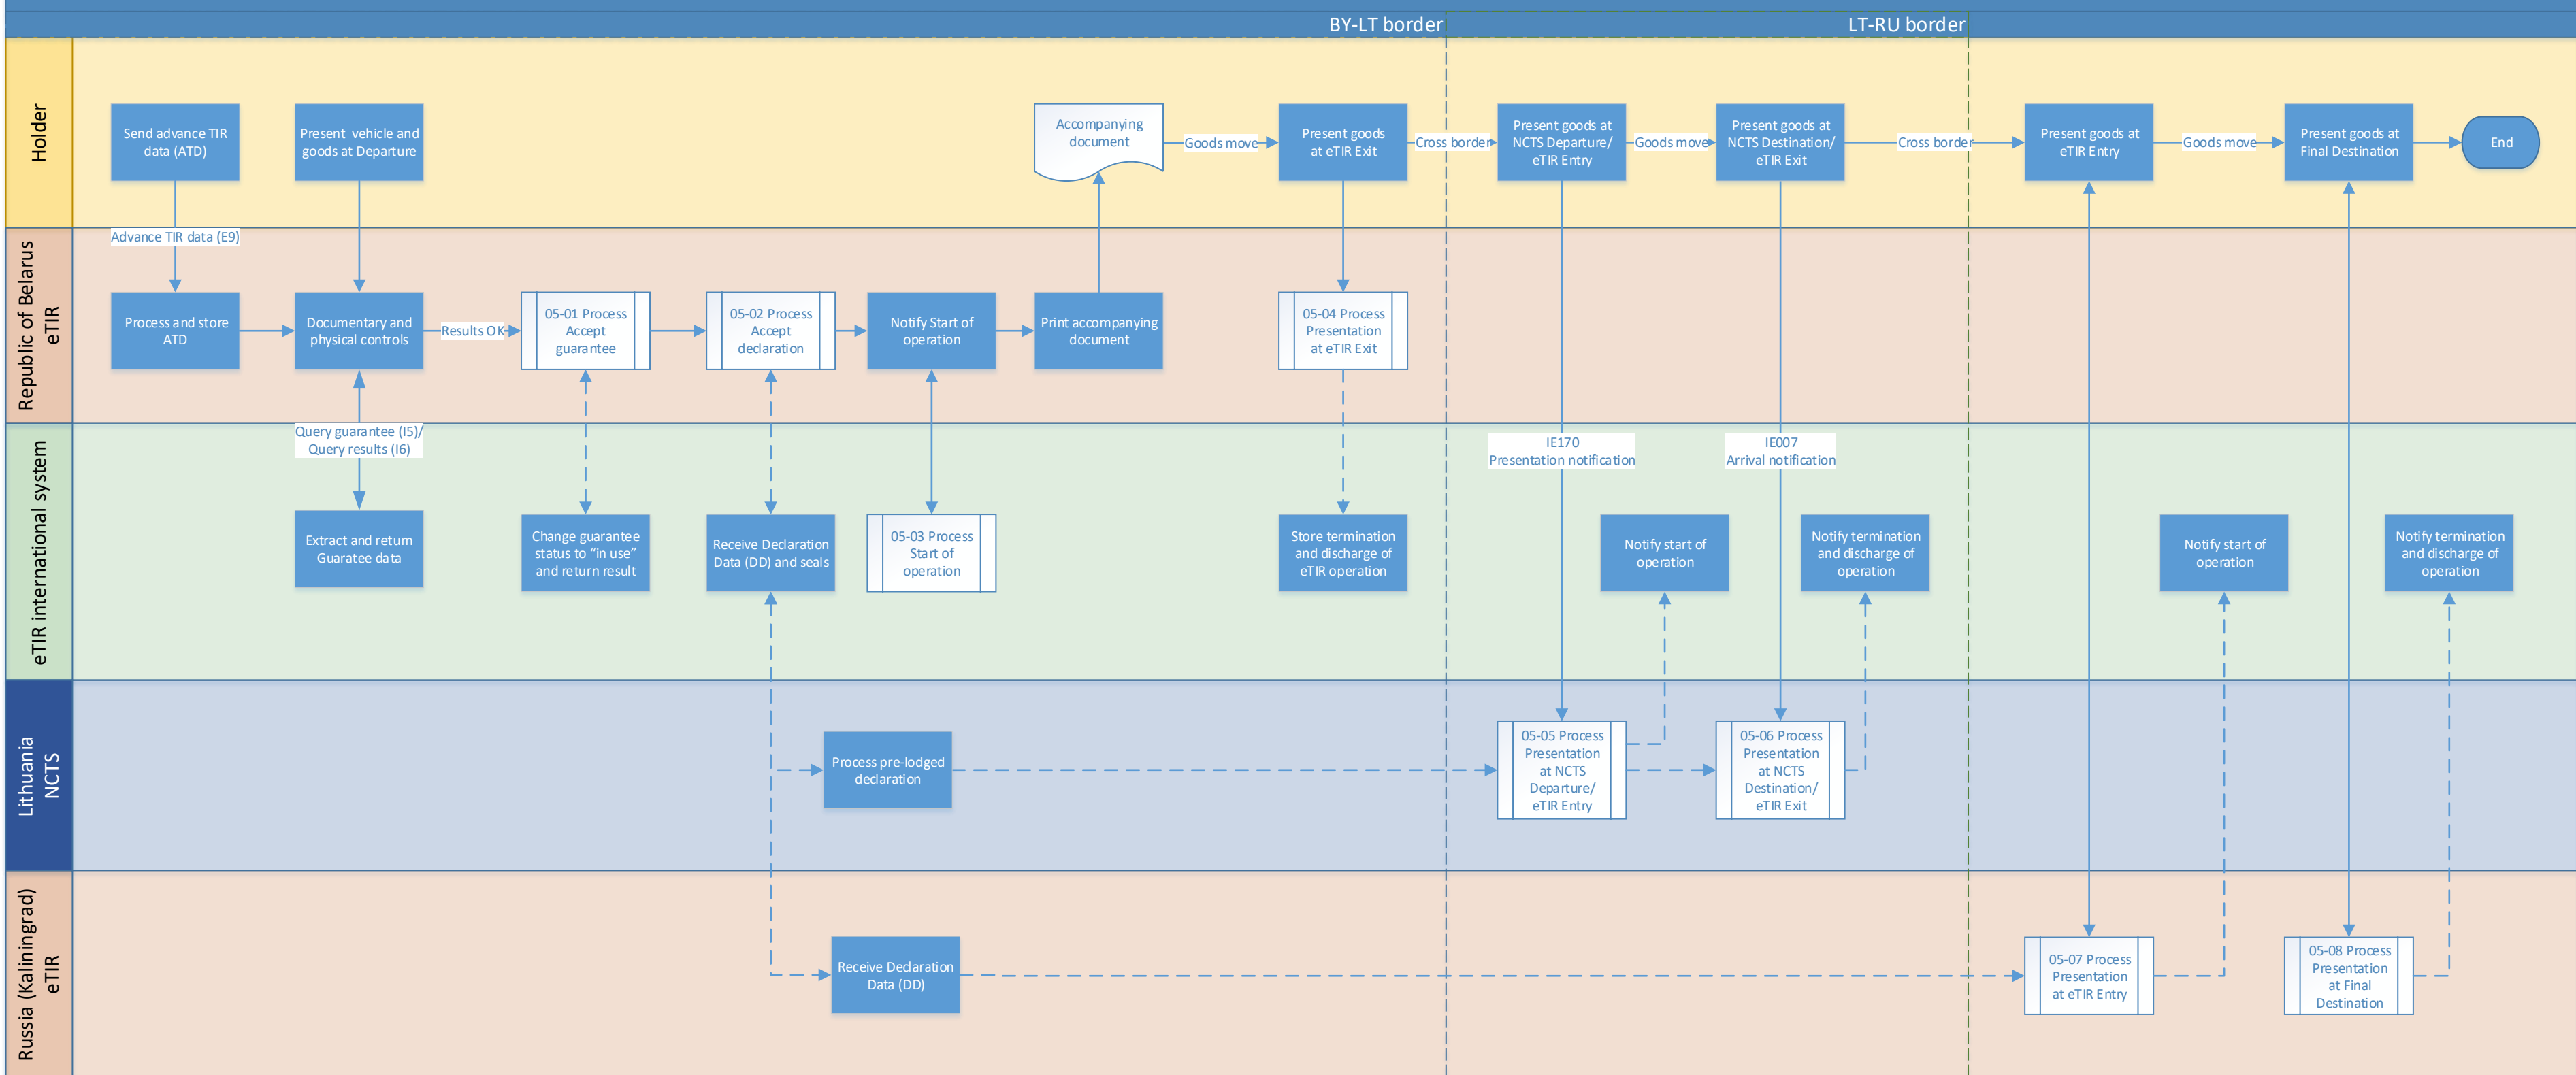 BY-LT border
LT-RU border
Holder
Send advance TIR
data (ATD)
Present vehicle and
goods at Departure
Accompanying
document
Goods move
Present goods
at eTIR Exit
Cross border
Present goods at
NCTS Departure/
eTIR Entry
Goods move
Present goods at
NCTS Destination/
eTIR Exit
Cross border
Present goods at
eTIR Entry
Goods move
Present goods at
Final Destination
End
Advance TIR data (E9)
Republic of Belarus
eTIR
Process and store
ATD
Documentary and
physical controls
Results OK
05-01 Process
Accept
guarantee
05-02 Process
Accept
declaration
Notify Start of
operation
Print accompanying
document
05-04 Process
Presentation
at eTIR Exit
Query guarantee (I5)/
Query results (I6)
IE170
Presentation notification
IE007
Arrival notification
eTIR international system
Extract and return
Guaratee data
Change guarantee
status to “in use”
and return result
Receive Declaration
Data (DD) and seals
05-03 Process
Start of
operation
Store termination
and discharge of
eTIR operation
Notify start of
operation
Notify termination
and discharge of
operation
Notify start of
operation
Notify termination
and discharge of
operation
Lithuania
NCTS
Process pre-lodged
declaration
05-05 Process
Presentation
at NCTS
Departure/
eTIR Entry
05-06 Process
Presentation
at NCTS
Destination/
eTIR Exit
Russia (Kaliningrad)
eTIR
Receive Declaration
Data (DD)
05-07 Process
Presentation
at eTIR Entry
05-08 Process
Presentation
at Final
Destination